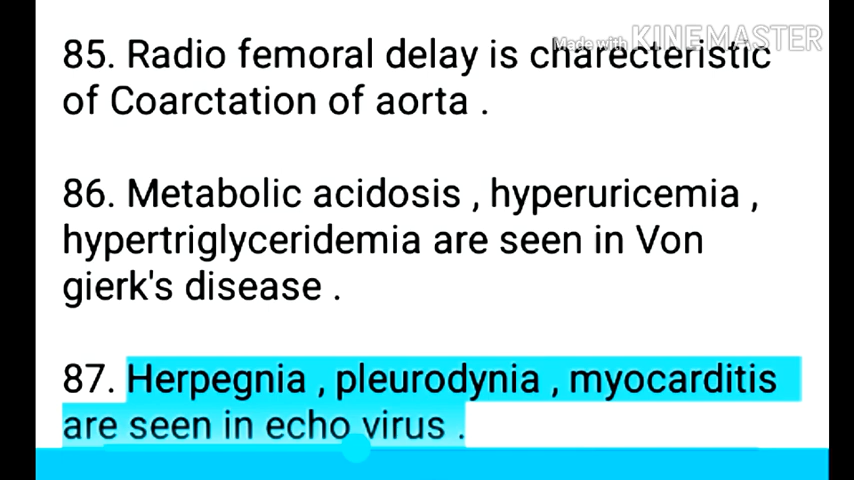 Made with KINEMASTER
85. Radio femoral delay is charecteristic
of Coarctation of aorta .
86. Metabolic acidosis , hyperuricemia ,
hypertriglyceridemia are seen in Von
gierk's disease .
87. Herpegnia , pleurodynia , myocarditis
are seen in echo virus .